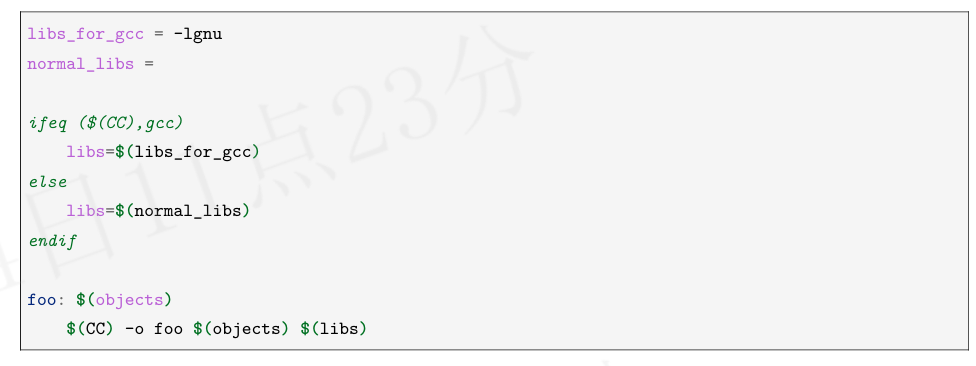 libs_for_gcc = -lgnu
normal_libs =
ifeq ($(CC),gcc)
    libs=$(libs_for_gcc)
else
    libs=$(normal_libs)
endif
foo: $(objects)
    $(CC) -o foo $(objects) $(libs)
日11点23分